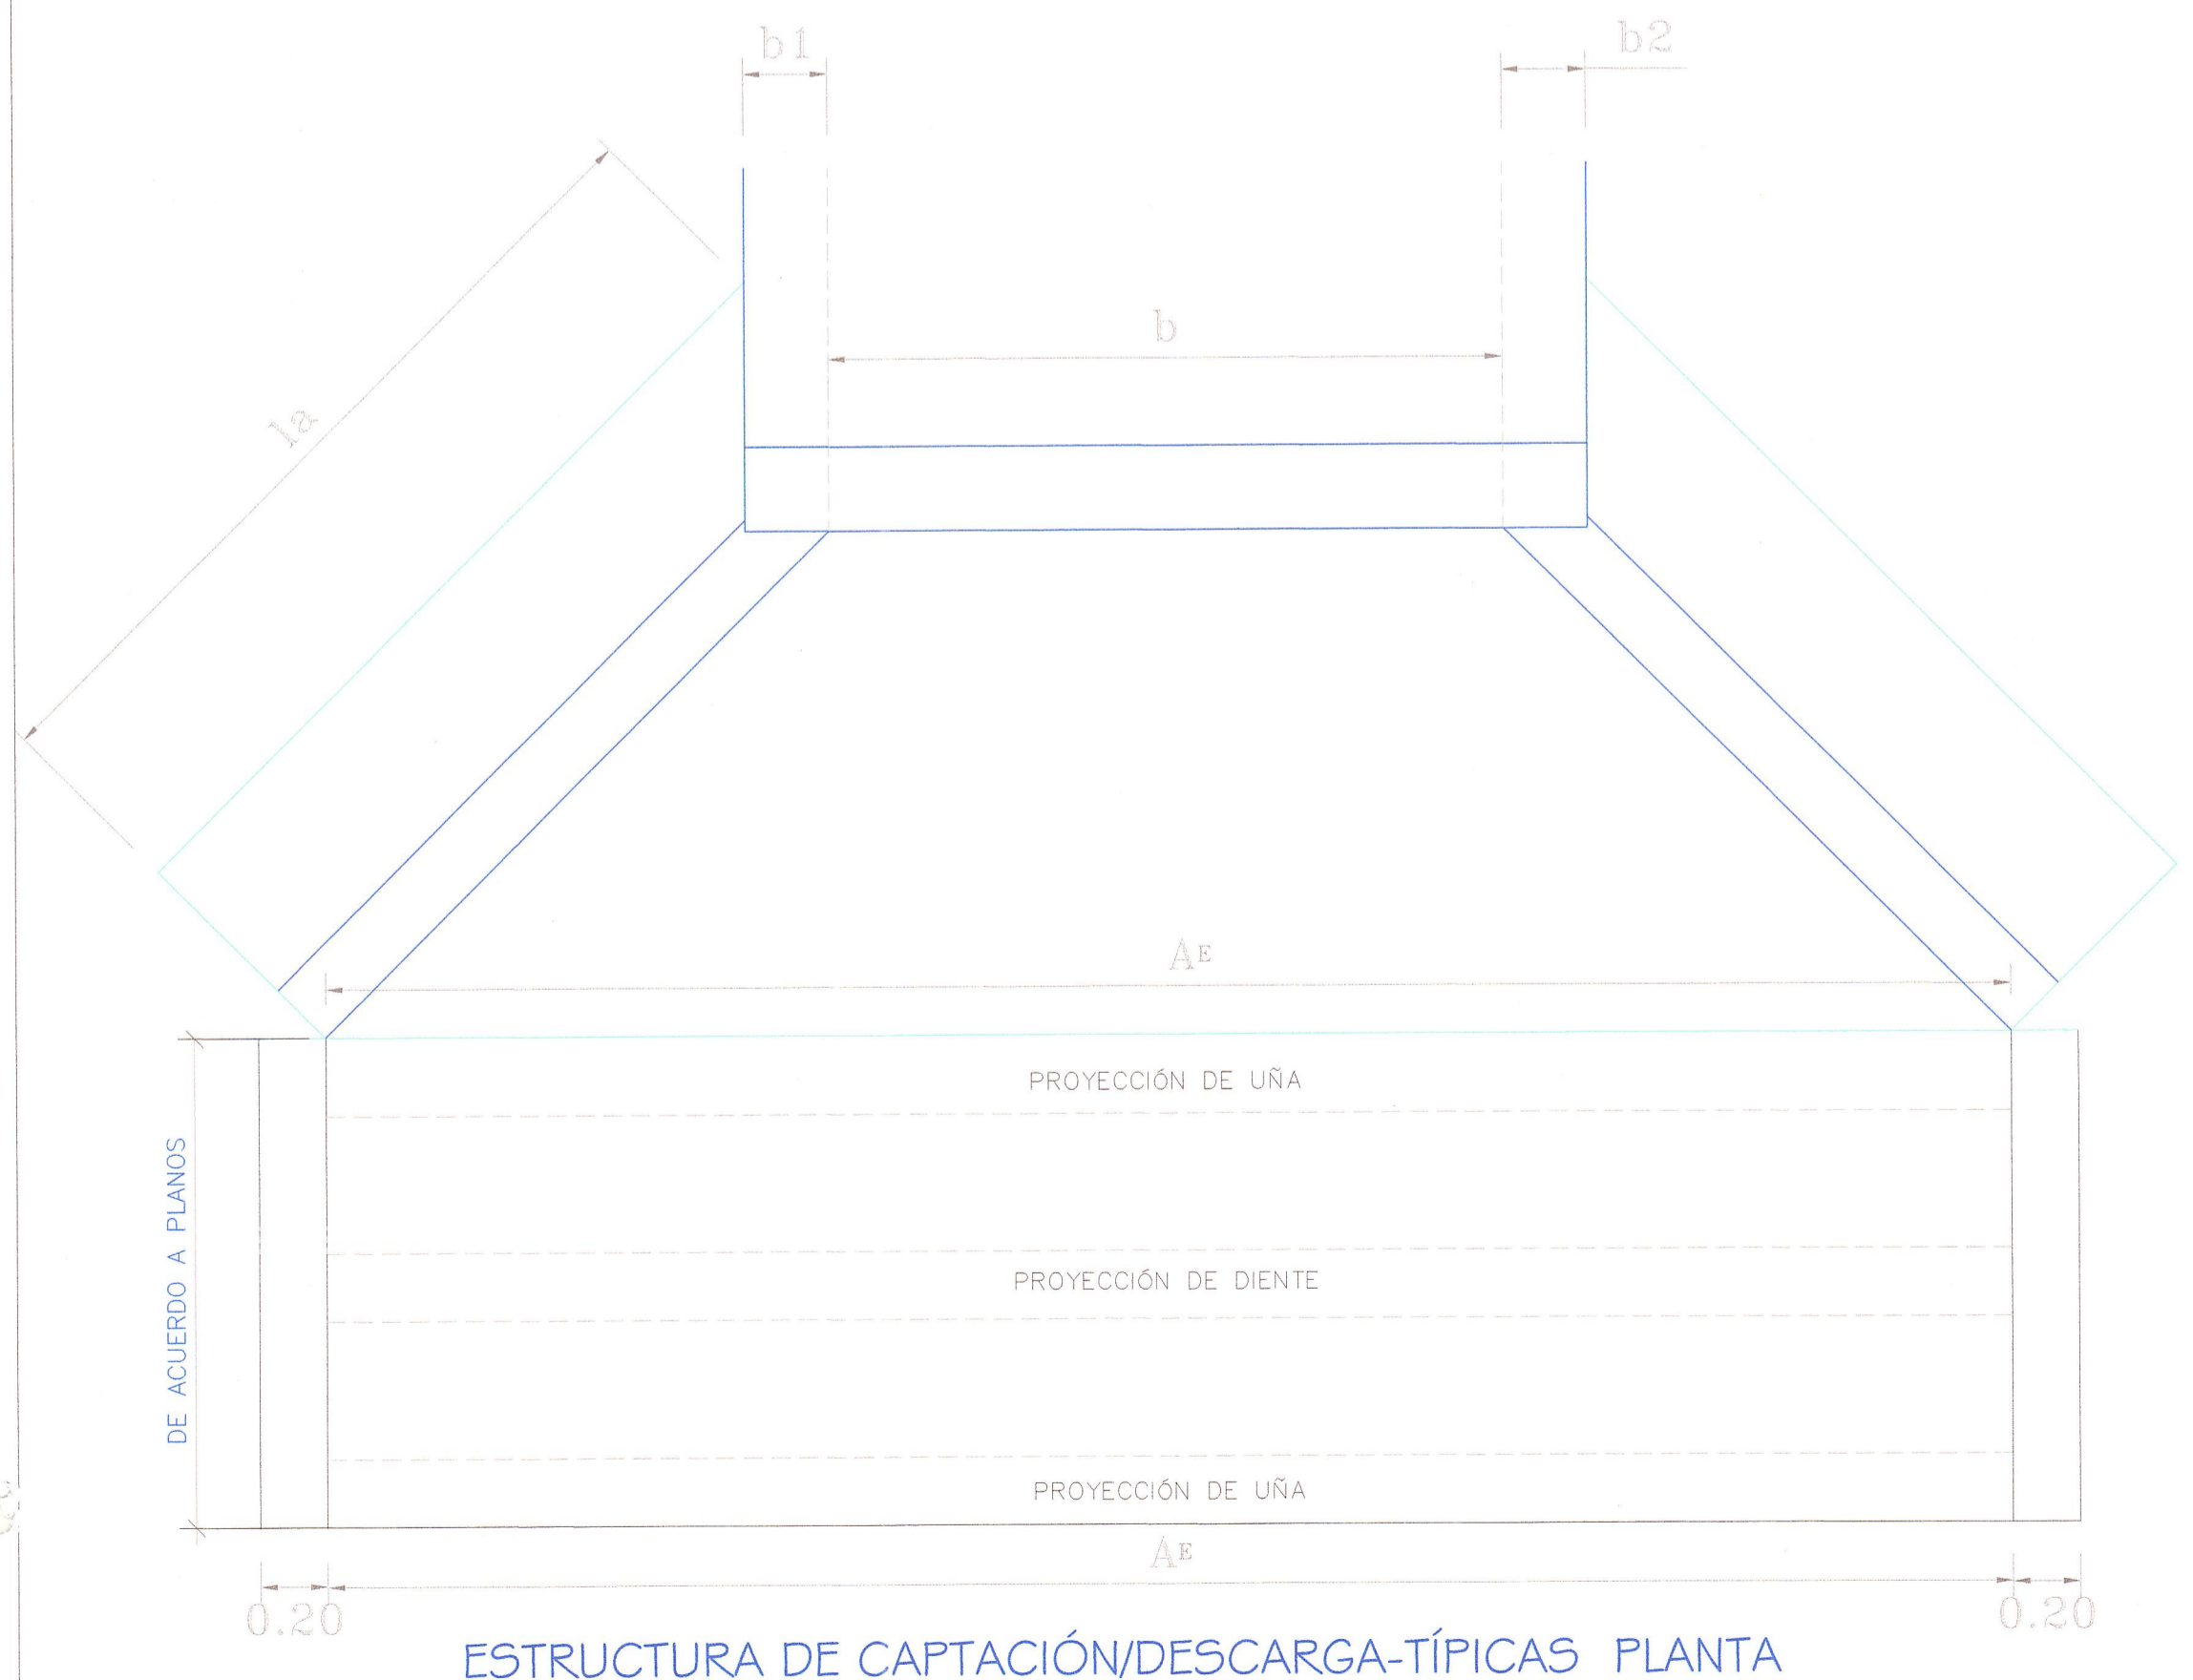 b1
b2
b
la
AE
PROYECCIÓN DE UÑA
DE ACUERDO A PLANOS
PROYECCIÓN DE DIENTE
PROYECCIÓN DE UÑA
AE
0.20
0.20
ESTRUCTURA DE CAPTACIÓN/DESCARGA-TÍPICAS PLANTA